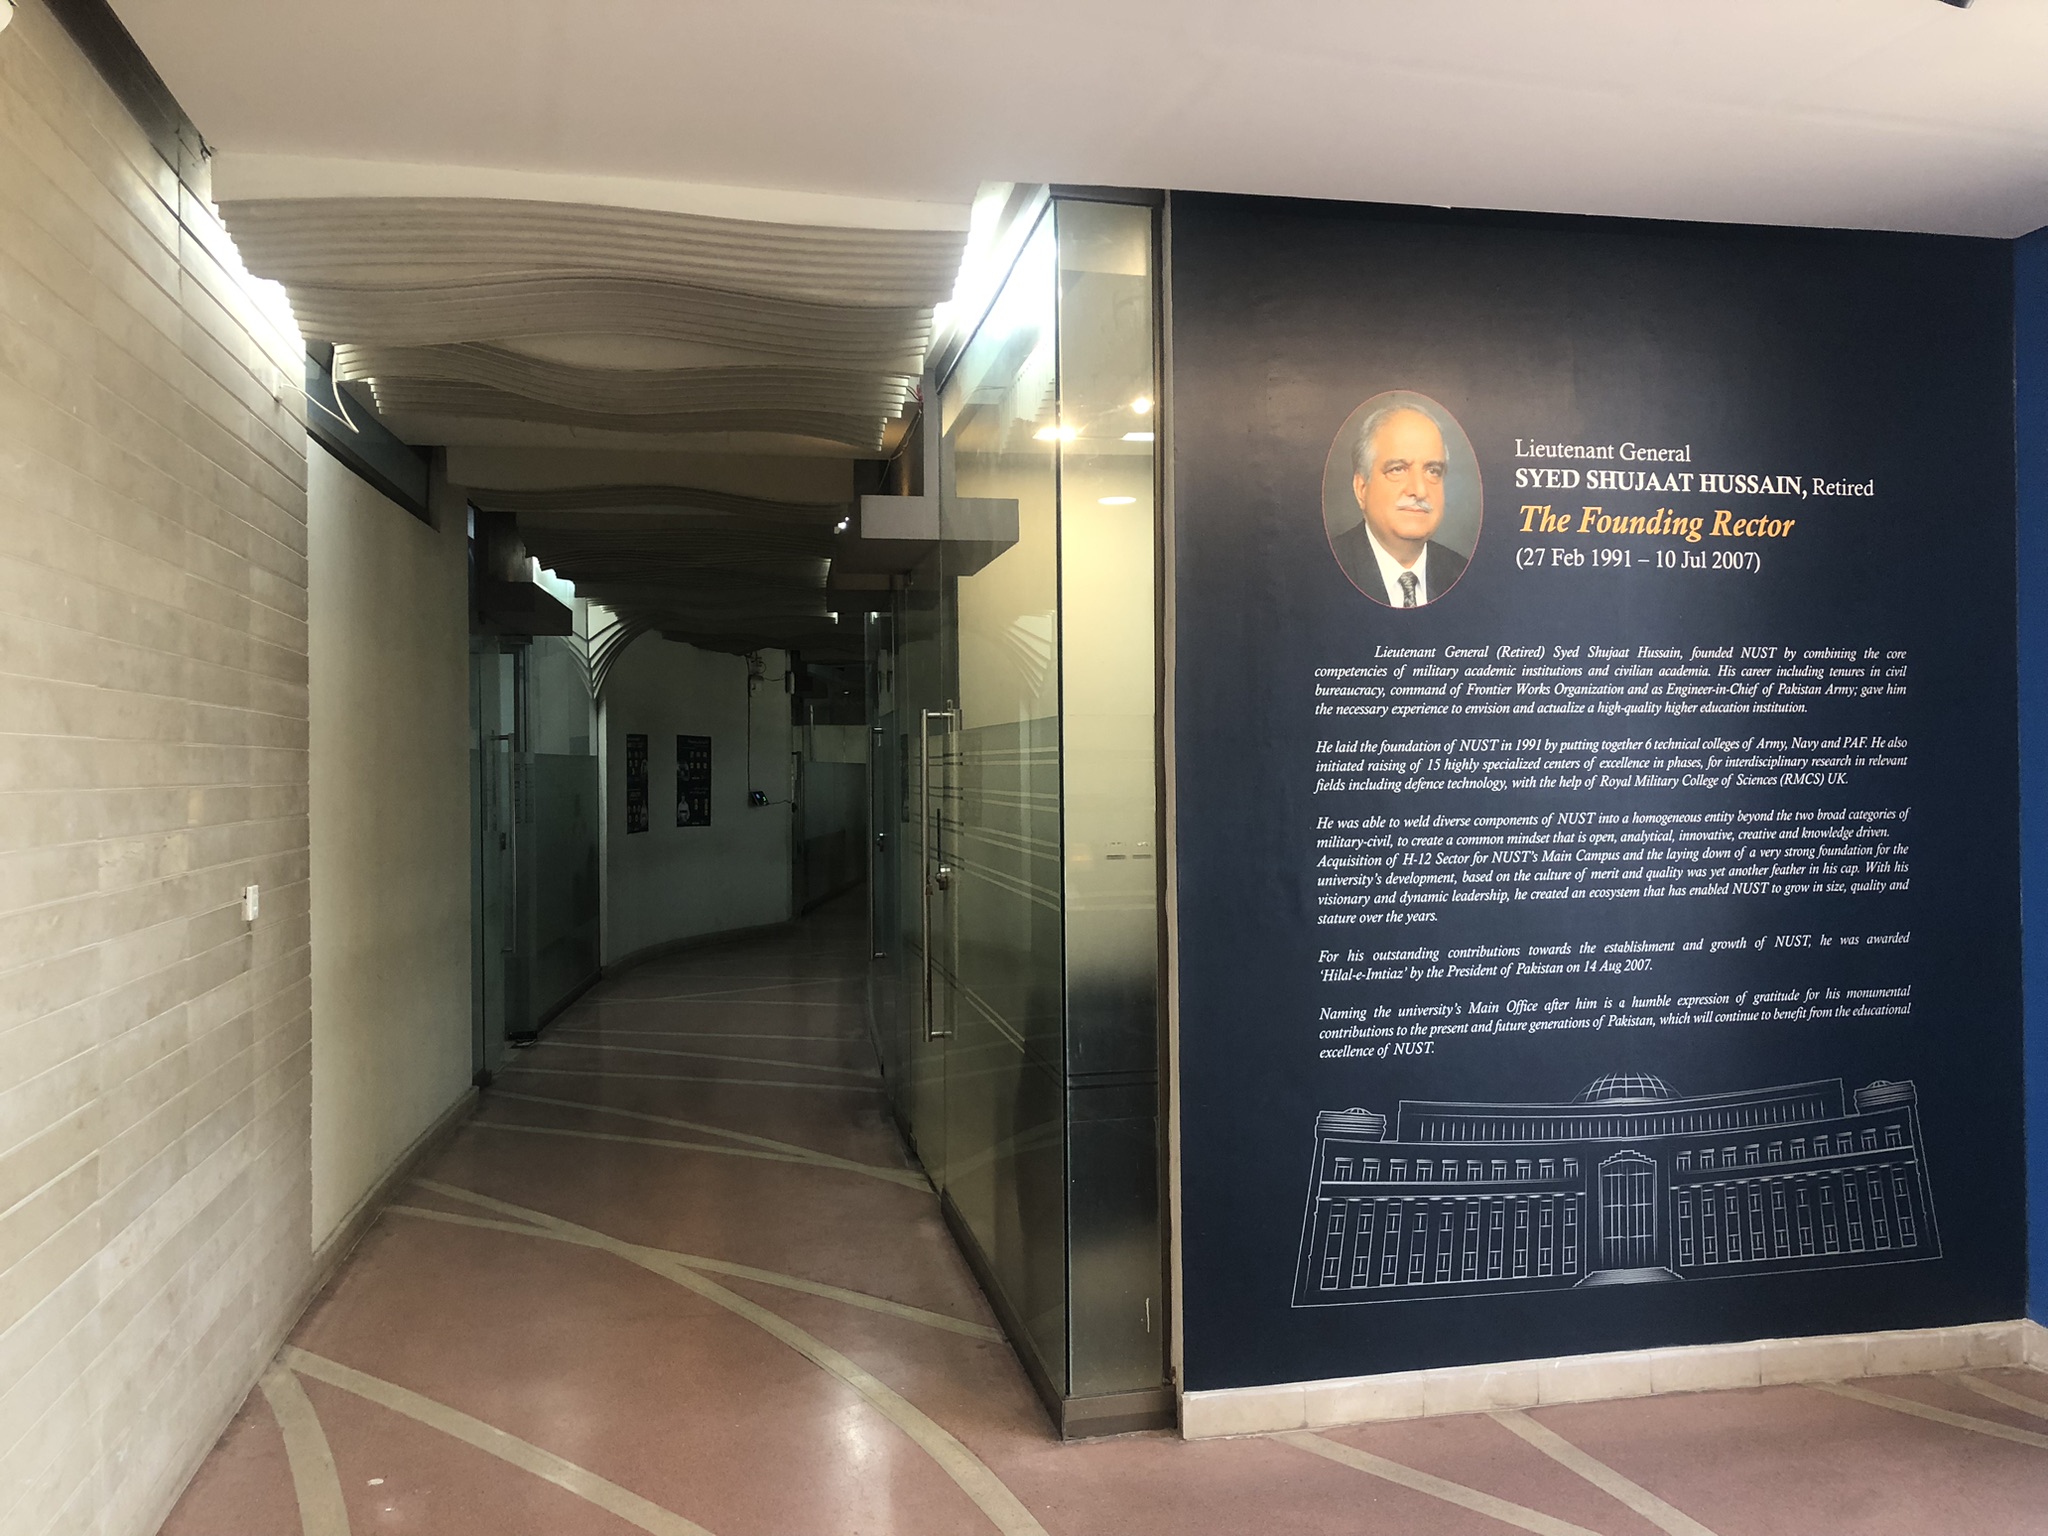 Lieutenant General
SYED SHUJAAT HUSSAIN, Retired
The Founding Rector
(27 Feb 1991 – 10 Jul 2007)
Lieutenant General (Retired) Syed Shujaat Hussain, founded NUST by combining the core
competencies of military academic institutions and civilian academia. His career including tenures in civil
bureaucracy, command of Frontier Works Organization and as Engineer-in-Chief of Pakistan Army; gave him
the necessary experience to envision and actualize a high-quality higher education institution.
He laid the foundation of NUST in 1991 by putting together 6 technical colleges of Army, Navy and PAF. He also
initiated raising of 15 highly specialized centers of excellence in phases, for interdisciplinary research in relevant
fields including defence technology, with the help of Royal Military College of Sciences (RMCS) UK.
He was able to weld diverse components of NUST into a homogeneous entity beyond the two broad categories of
military-civil, to create a common mindset that is open, analytical, innovative, creative and knowledge driven.
Acquisition of H-12 Sector for NUST's Main Campus and the laying down of a very strong foundation for the
university's development, based on the culture of merit and quality was yet another feather in his cap. With his
visionary and dynamic leadership, he created an ecosystem that has enabled NUST to grow in size, quality and
stature over the years.
For his outstanding contributions towards the establishment and growth of NUST, he was awarded
'Hilal-e-Imtiaz' by the President of Pakistan on 14 Aug 2007.
Naming the university's Main Office after him is a humble expression of gratitude for his monumental
contributions to the present and future generations of Pakistan, which will continue to benefit from the educational
excellence of NUST.